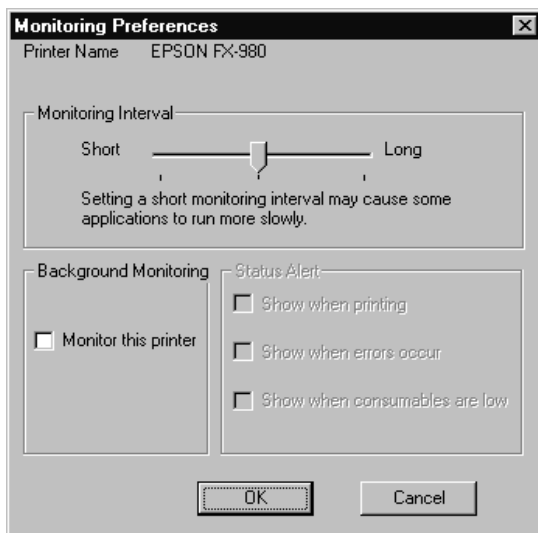 Monitoring Preferences
Printer Name EPSON FX-980
Monitoring Interval
Short Long
Setting a short monitoring interval may cause some
applications to run more slowly.
Background Monitoring
Monitor this printer
Status Alert
Show when printing
Show when errors occur
Show when consumables are low
OK Cancel